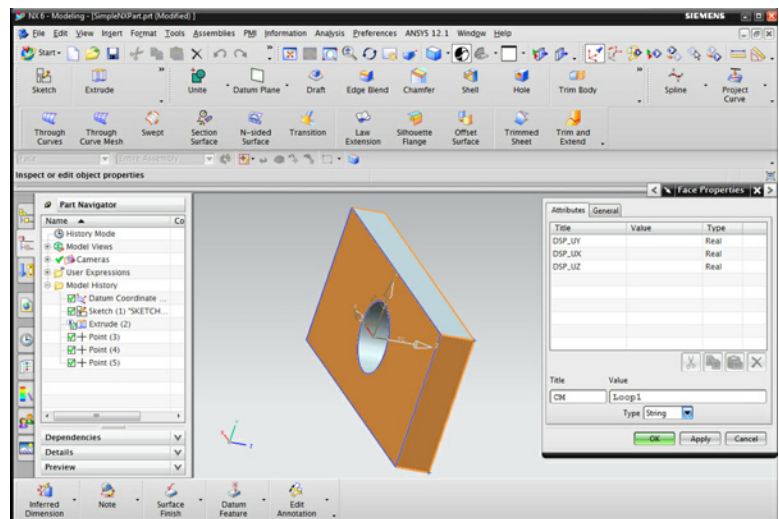 NX 6 - Modeling - [SimpleNXPart.prt (Modified) ]
SIEMENS
File Edit View Insert Format Tools Assemblies PMI Information Analysis Preferences ANSYS 12.1 Window Help
Start
Sketch Extrude Unite Datum Plane Draft Edge Blend Chamfer Shell Hole Trim Body Spline Project Curve
Through Curves Through Curve Mesh Swept Section Surface N-sided Surface Transition Law Extension Silhouette Flange Offset Surface Trimmed Sheet Trim and Extend
Face Entire Assembly
Inspect or edit object properties
Face Properties
Part Navigator
Name Co
History Mode
Model Views
Cameras
User Expressions
Model History
Datum Coordinate ...
Sketch (1) "SKETCH...
Extrude (2)
Point (3)
Point (4)
Point (5)
Dependencies
Details
Preview
Attributes General
Title Value Type
DSP_UY Real
DSP_UX Real
DSP_UZ Real
Title Value
CM Loop1
Type String
OK Apply Cancel
Inferred Dimension Note Surface Finish Datum Feature Edit Annotation